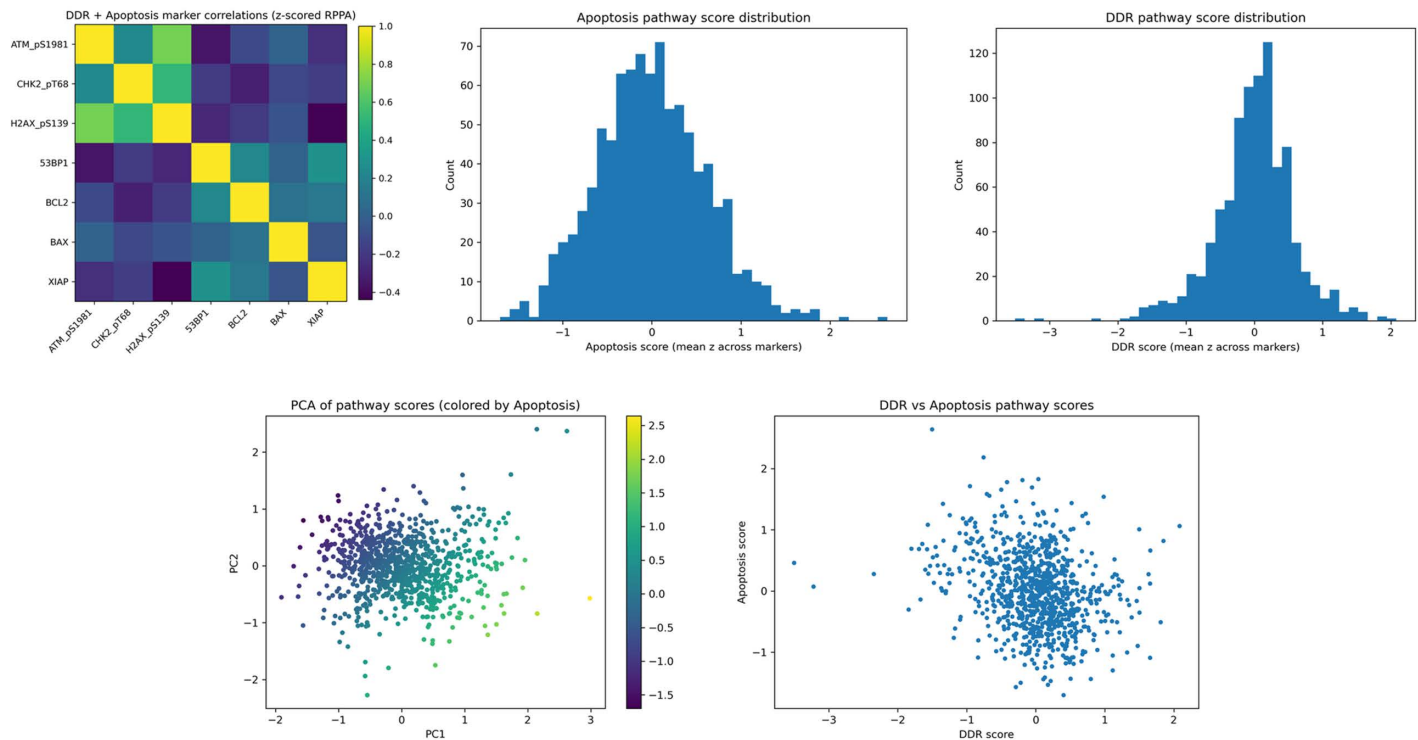 DDR + Apoptosis marker correlations (z-scored RPPA)
ATM_pS1981
CHK2_pT68
H2AX_pS139
53BP1
BCL2
BAX
XIAP
ATM_pS1981
CHK2_pT68
H2AX_pS139
53BP1
BCL2
BAX
XIAP
1.0
0.8
0.6
0.4
0.2
0.0
−0.2
−0.4
Apoptosis pathway score distribution
Count
70
60
50
40
30
20
10
0
−1 0 1 2
Apoptosis score (mean z across markers)
DDR pathway score distribution
Count
120
100
80
60
40
20
0
−3 −2 −1 0 1 2
DDR score (mean z across markers)
PCA of pathway scores (colored by Apoptosis)
PC2
2
1
0
−1
−2
−2 −1 0 1 2 3
PC1
2.5
2.0
1.5
1.0
0.5
0.0
−0.5
−1.0
−1.5
DDR vs Apoptosis pathway scores
Apoptosis score
2
1
0
−1
−3 −2 −1 0 1 2
DDR score